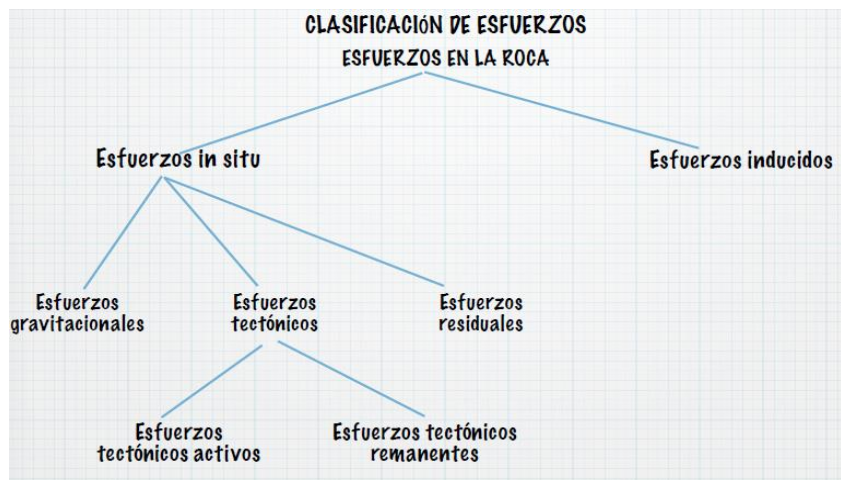 CLASIFICACIÓN DE ESFUERZOS
ESFUERZOS EN LA ROCA
Esfuerzos in situ
Esfuerzos inducidos
Esfuerzos
gravitacionales
Esfuerzos
tectónicos
Esfuerzos
residuales
Esfuerzos
tectónicos activos
Esfuerzos tectónicos
remanentes